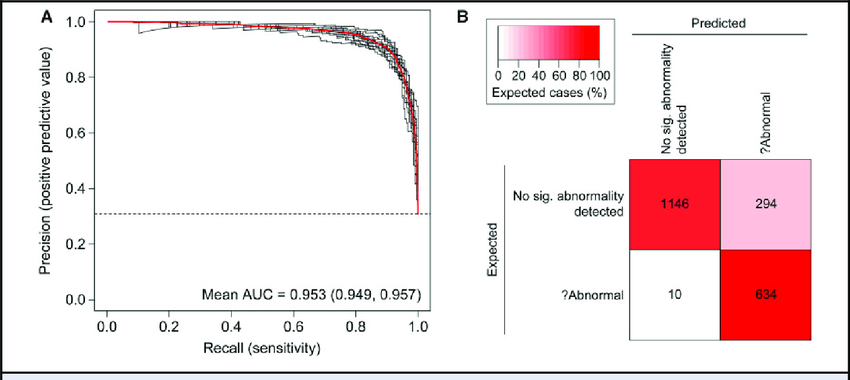 A
1.0
0.8
0.6
0.4
0.2
0.0
Precision (positive predictive value)
Mean AUC = 0.953 (0.949, 0.957)
0.0 0.2 0.4 0.6 0.8 1.0
Recall (sensitivity)
B
0 20 40 60 80 100
Expected cases (%)
Predicted
No sig. abnormality
detected
?Abnormal
Expected
No sig. abnormality
detected
1146 294
?Abnormal
10 634